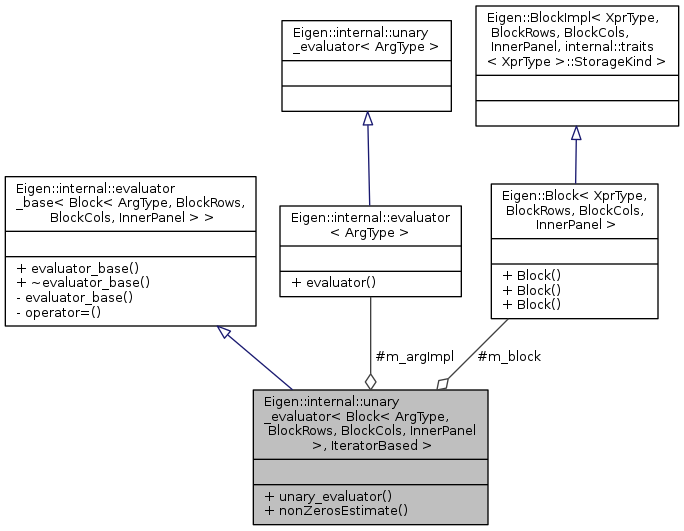 Eigen::internal::unary
_evaluator< ArgType >
Eigen::BlockImpl< XprType,
BlockRows, BlockCols,
InnerPanel, internal::traits
< XprType >::StorageKind >
Eigen::internal::evaluator
_base< Block< ArgType, BlockRows,
BlockCols, InnerPanel > >
+ evaluator_base()
+ ~evaluator_base()
- evaluator_base()
- operator=()
Eigen::internal::evaluator
< ArgType >
+ evaluator()
Eigen::Block< XprType,
BlockRows, BlockCols,
InnerPanel >
+ Block()
+ Block()
+ Block()
#m_argImpl
#m_block
Eigen::internal::unary
_evaluator< Block< ArgType,
BlockRows, BlockCols, InnerPanel
>, IteratorBased >
+ unary_evaluator()
+ nonZerosEstimate()